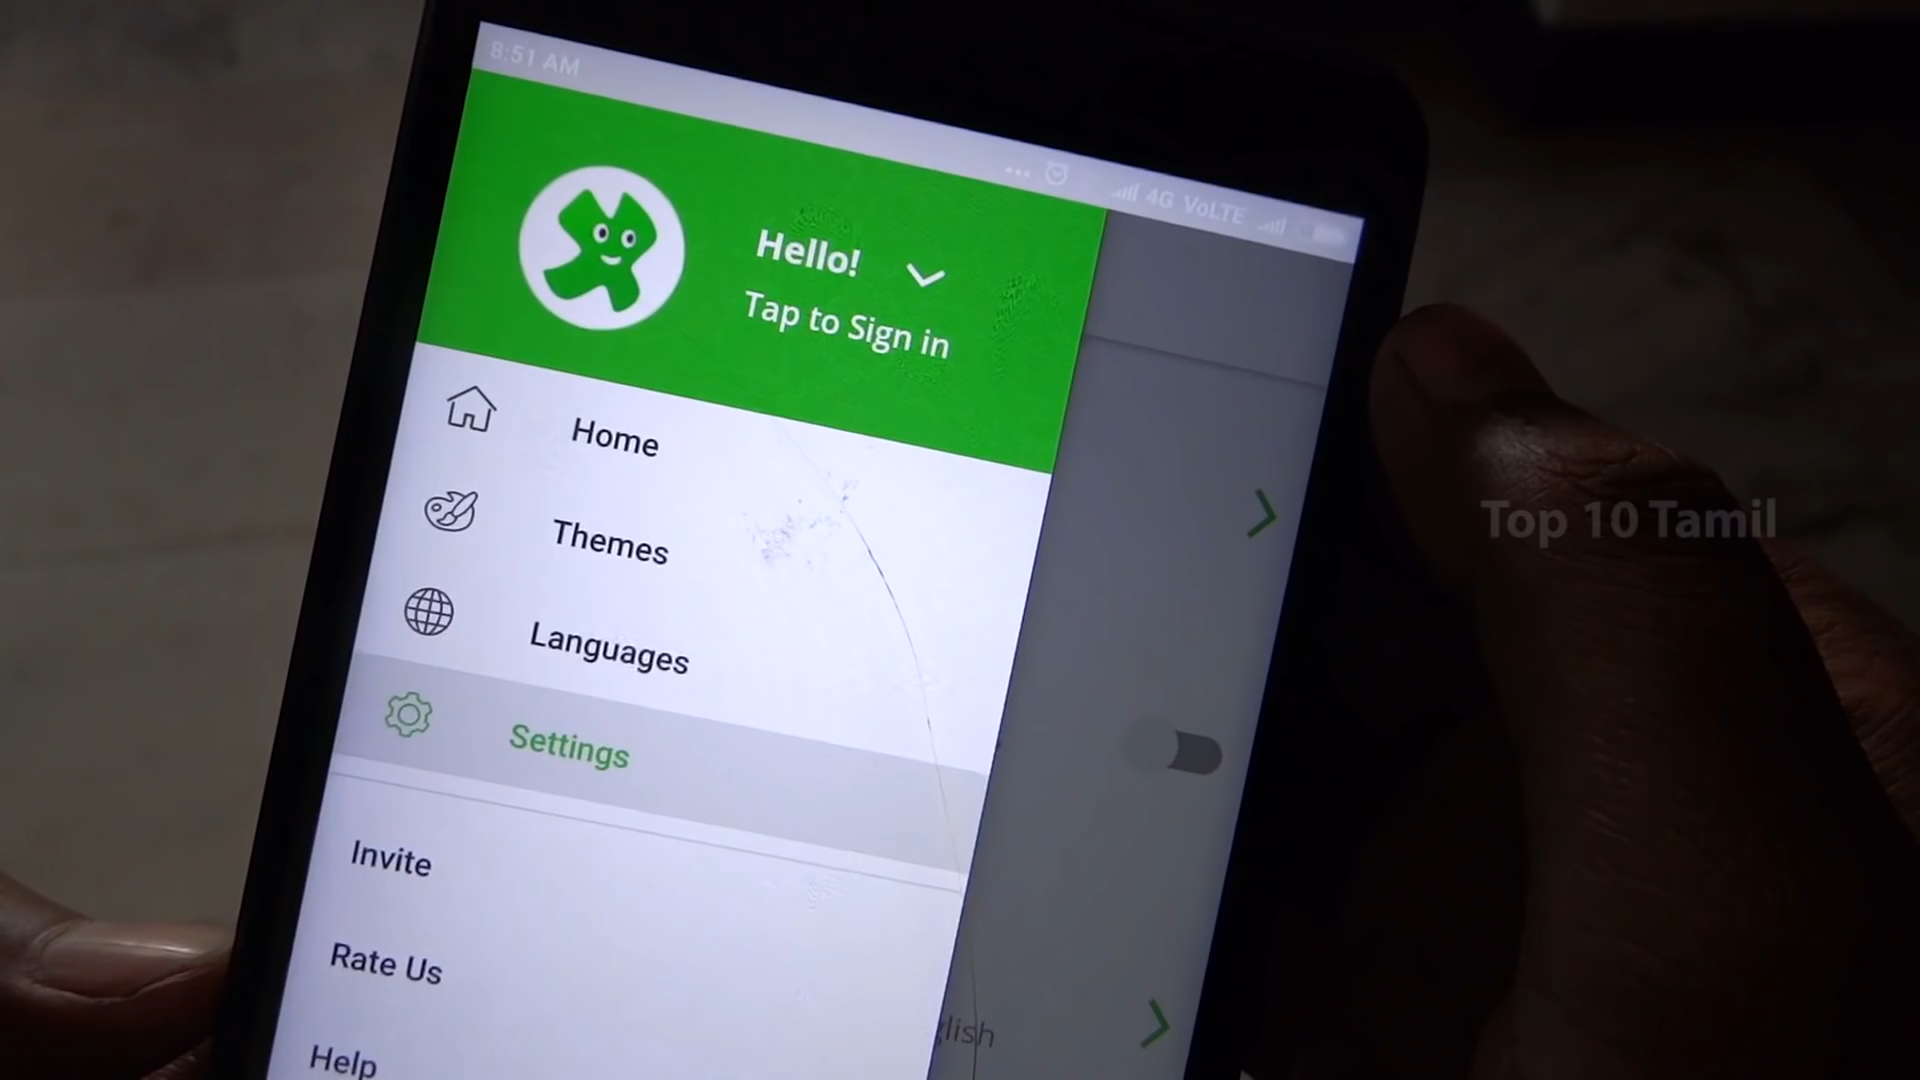 8:51 AM
4G VoLTE
Hello!
Tap to Sign in
Home
Themes
Languages
Settings
Invite
Rate Us
Help
glish
Top 10 Tamil